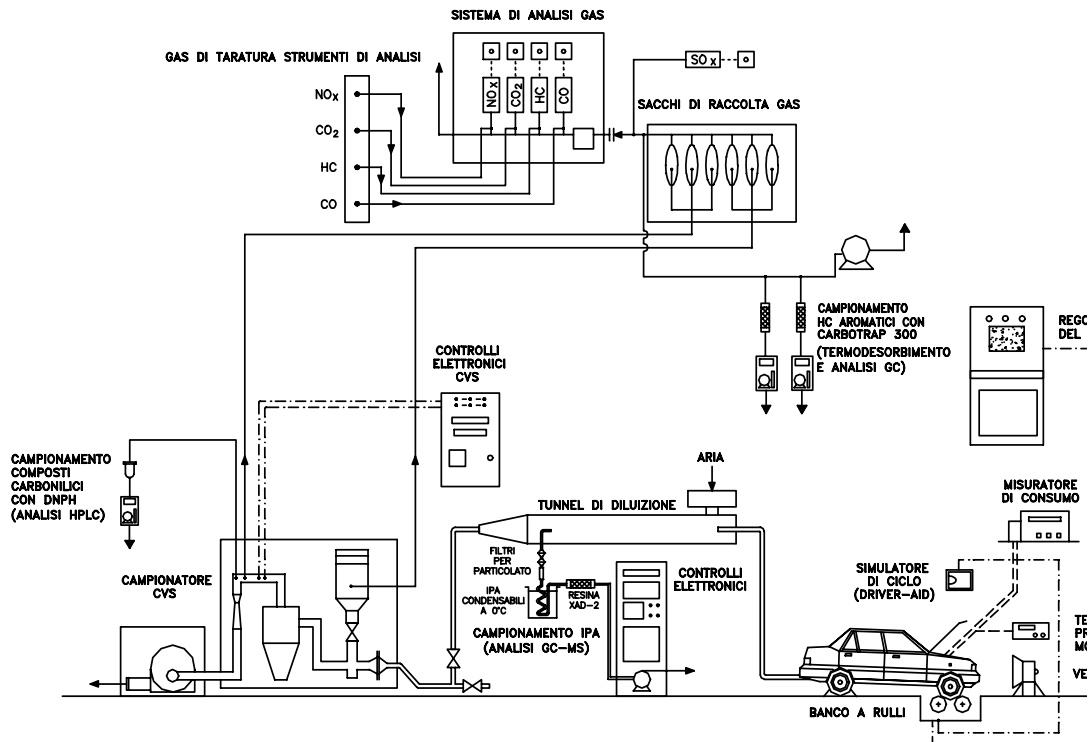 SISTEMA DI ANALISI GAS
GAS DI TARATURA STRUMENTI DI ANALISI
SOx
NOx
CO2
HC
CO
NOx
CO2
HC
CO
SACCHI DI RACCOLTA GAS
CAMPIONAMENTO
HC AROMATICI CON
CARBOTRAP 300
(TERMODESORBIMENTO
E ANALISI GC)
REGO
DEL
CONTROLLI
ELETTRONICI
CVS
CAMPIONAMENTO
COMPOSTI
CARBONILICI
CON DNPH
(ANALISI HPLC)
ARIA
TUNNEL DI DILUIZIONE
MISURATORE
DI CONSUMO
FILTRI
PER
PARTICOLATO
CAMPIONATORE
CVS
IPA
CONDENSABILI
A 0°C
RESINA
XAD-2
CONTROLLI
ELETTRONICI
SIMULATORE
DI CICLO
(DRIVER-AID)
CAMPIONAMENTO IPA
(ANALISI GC-MS)
TE
PR
MO
VE
BANCO A RULLI